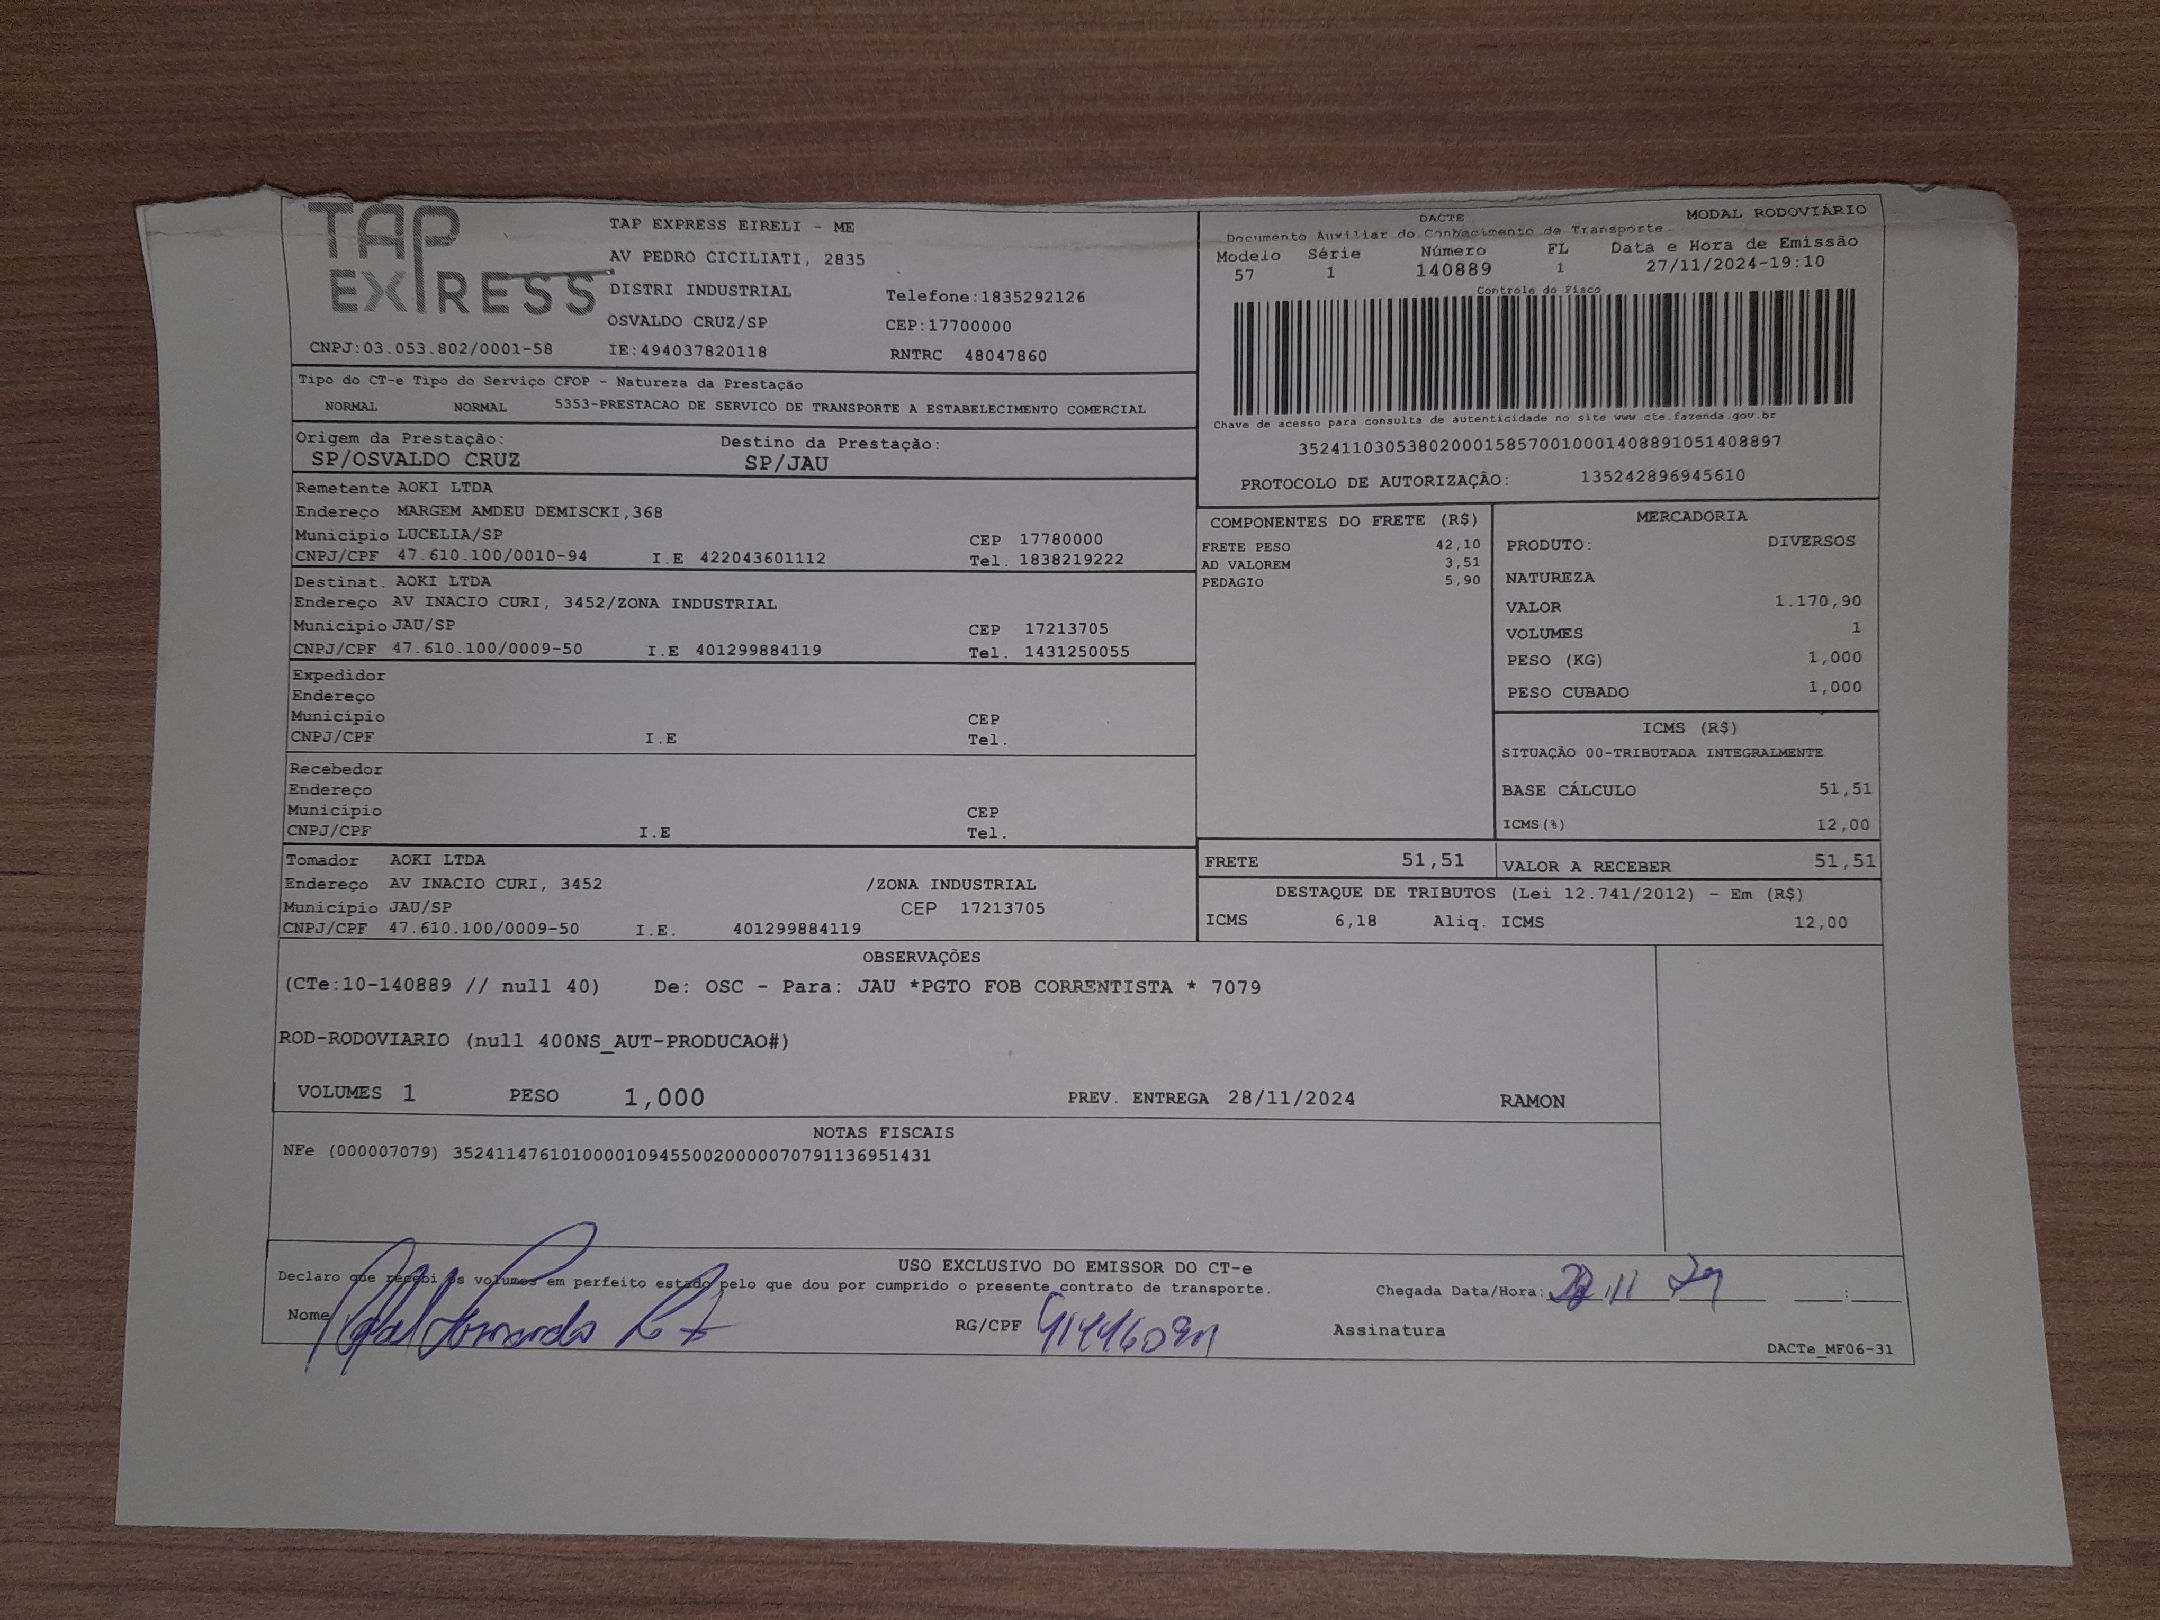 TAP
EXPRESS
TAP EXPRESS EIRELI - ME
AV PEDRO CICILIATI, 2835
DISTRI INDUSTRIAL Telefone:1835292126
OSVALDO CRUZ/SP CEP:17700000
CNPJ:03.053.802/0001-58 IE:494037820118 RNTRC 48047860
DACTE MODAL RODOVIÁRIO
Documento Auxiliar do Conhecimento de Transporte
Modelo Série Número FL Data e Hora de Emissão
57 1 140889 1 27/11/2024-19:10
Controle do Fisco
Chave de acesso para consulta de autenticidade no site www.cte.fazenda.gov.br
35241103053802000158570010001408891051408897
PROTOCOLO DE AUTORIZAÇÃO: 135242896945610
Tipo do CT-e Tipo do Serviço CFOP - Natureza da Prestação
NORMAL NORMAL 5353-PRESTACAO DE SERVICO DE TRANSPORTE A ESTABELECIMENTO COMERCIAL
Origem da Prestação: Destino da Prestação:
SP/OSVALDO CRUZ SP/JAU
Remetente AOKI LTDA
Endereço MARGEM AMDEU DEMISCKI,368
Município LUCELIA/SP CEP 17780000
CNPJ/CPF 47.610.100/0010-94 I.E 422043601112 Tel. 1838219222
Destinat. AOKI LTDA
Endereço AV INACIO CURI, 3452/ZONA INDUSTRIAL
Município JAU/SP CEP 17213705
CNPJ/CPF 47.610.100/0009-50 I.E 401299884119 Tel. 1431250055
Expedidor
Endereço
Município CEP
CNPJ/CPF I.E Tel.
Recebedor
Endereço
Município CEP
CNPJ/CPF I.E Tel.
Tomador AOKI LTDA
Endereço AV INACIO CURI, 3452 /ZONA INDUSTRIAL
Município JAU/SP CEP 17213705
CNPJ/CPF 47.610.100/0009-50 I.E. 401299884119
COMPONENTES DO FRETE (R$)
FRETE PESO 42,10
AD VALOREM 3,51
PEDAGIO 5,90
MERCADORIA
PRODUTO: DIVERSOS
NATUREZA
VALOR 1.170,90
VOLUMES 1
PESO (KG) 1,000
PESO CUBADO 1,000
ICMS (R$)
SITUAÇÃO 00-TRIBUTADA INTEGRALMENTE
BASE CÁLCULO 51,51
ICMS(%) 12,00
FRETE 51,51 VALOR A RECEBER 51,51
DESTAQUE DE TRIBUTOS (Lei 12.741/2012) - Em (R$)
ICMS 6,18 Aliq. ICMS 12,00
OBSERVAÇÕES
(CTe:10-140889 // null 40) De: OSC - Para: JAU *PGTO FOB CORRENTISTA * 7079
ROD-RODOVIARIO (null 400NS_AUT-PRODUCAO#)
VOLUMES 1 PESO 1,000 PREV. ENTREGA 28/11/2024 RAMON
NOTAS FISCAIS
NFe (000007079) 35241147610100001094550020000070791136951431
USO EXCLUSIVO DO EMISSOR DO CT-e
Declaro que recebi os volumes em perfeito estado pelo que dou por cumprido o presente contrato de transporte. Chegada Data/Hora: 28 11 24 :
Nome RG/CPF Assinatura
DACTe_MF06-31